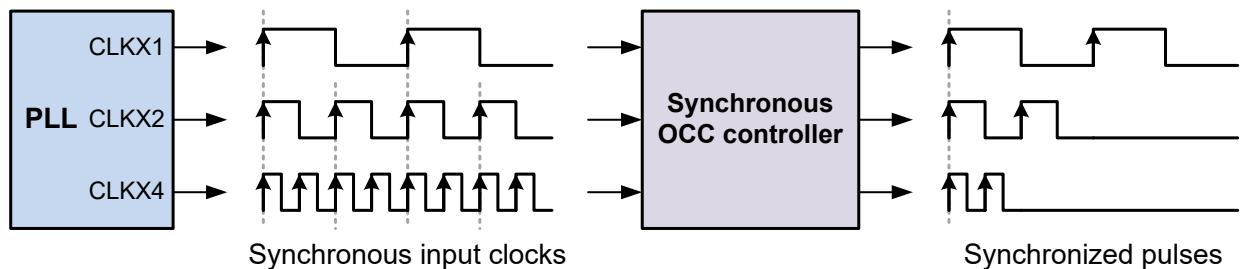 CLKX1
PLL CLKX2
CLKX4
Synchronous
OCC controller
Synchronous input clocks
Synchronized pulses